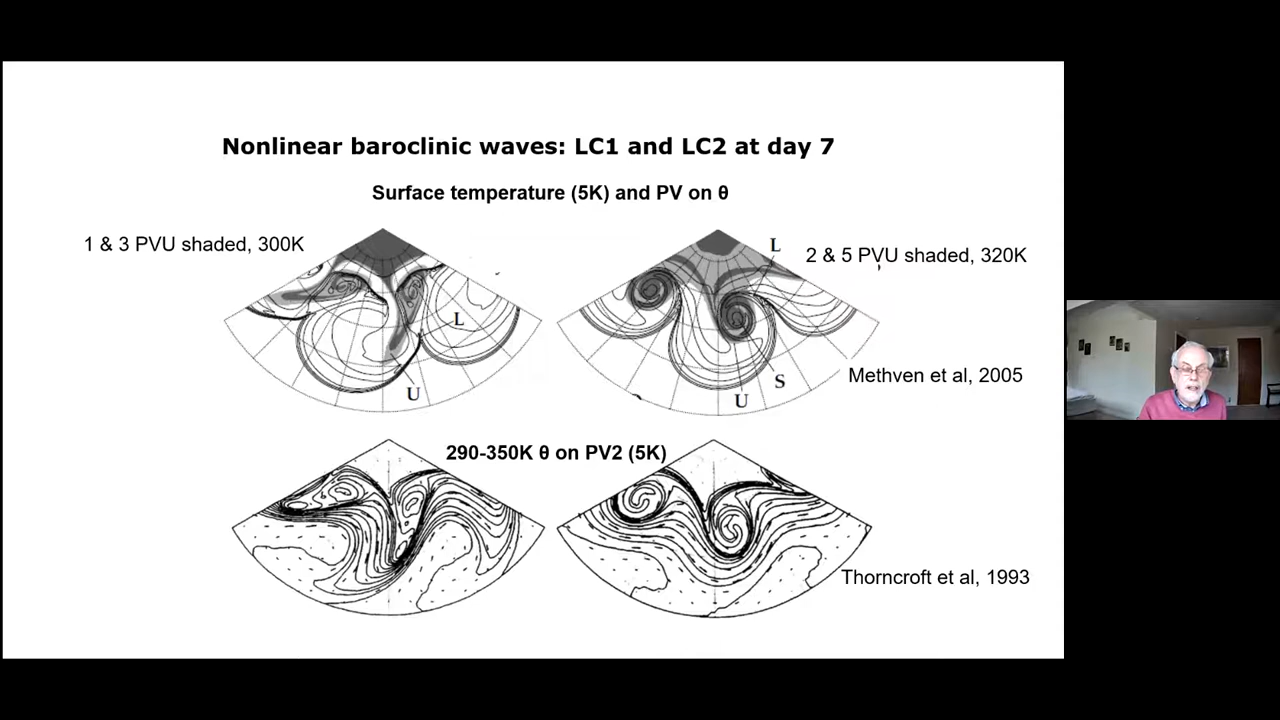 Nonlinear baroclinic waves: LC1 and LC2 at day 7
Surface temperature (5K) and PV on θ
1 & 3 PVU shaded, 300K
L
2 & 5 PVU shaded, 320K
L
U
S
U
Methven et al, 2005
290-350K θ on PV2 (5K)
Thorncroft et al, 1993